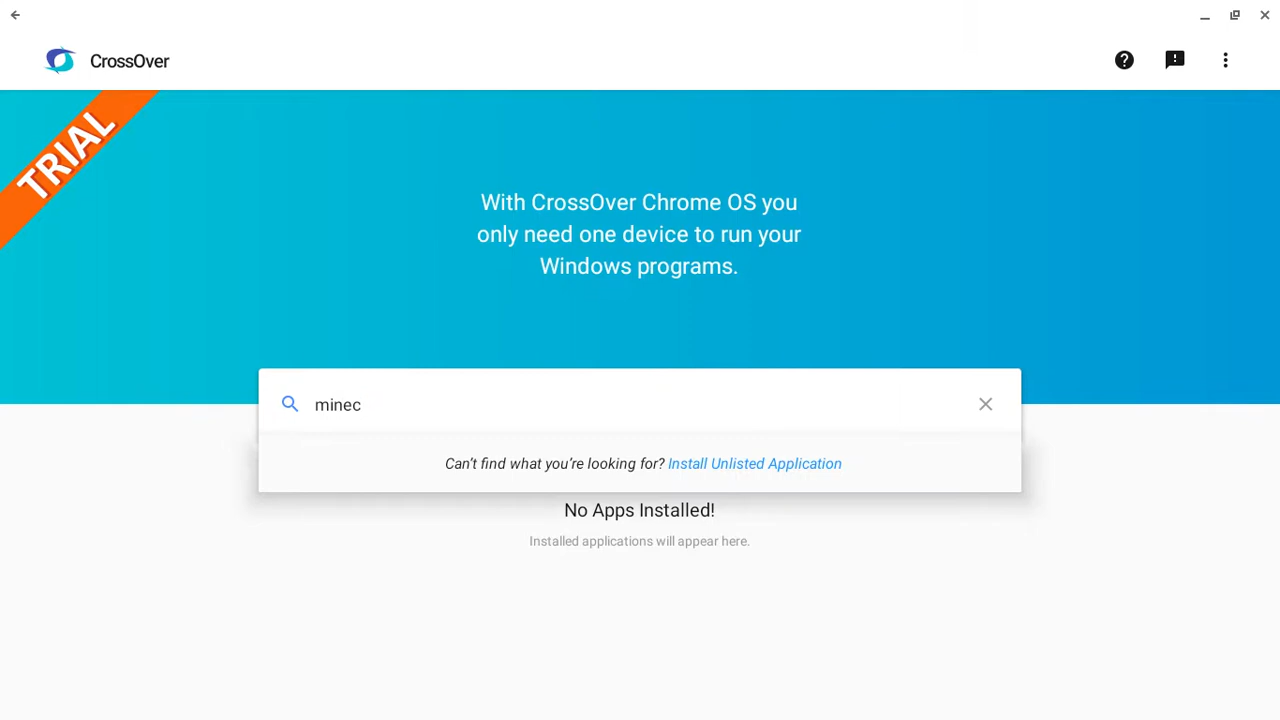 CrossOver
TRIAL
With CrossOver Chrome OS you
only need one device to run your
Windows programs.
minec
Can't find what you're looking for? Install Unlisted Application
No Apps Installed!
Installed applications will appear here.